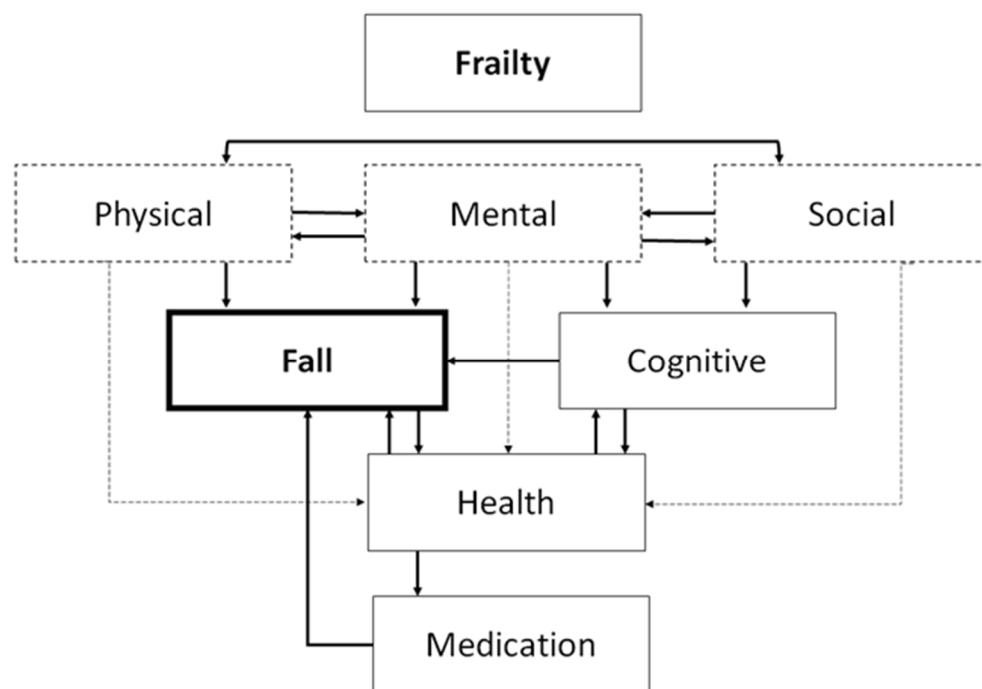 Frailty
Physical
Mental
Social
Fall
Cognitive
Health
Medication